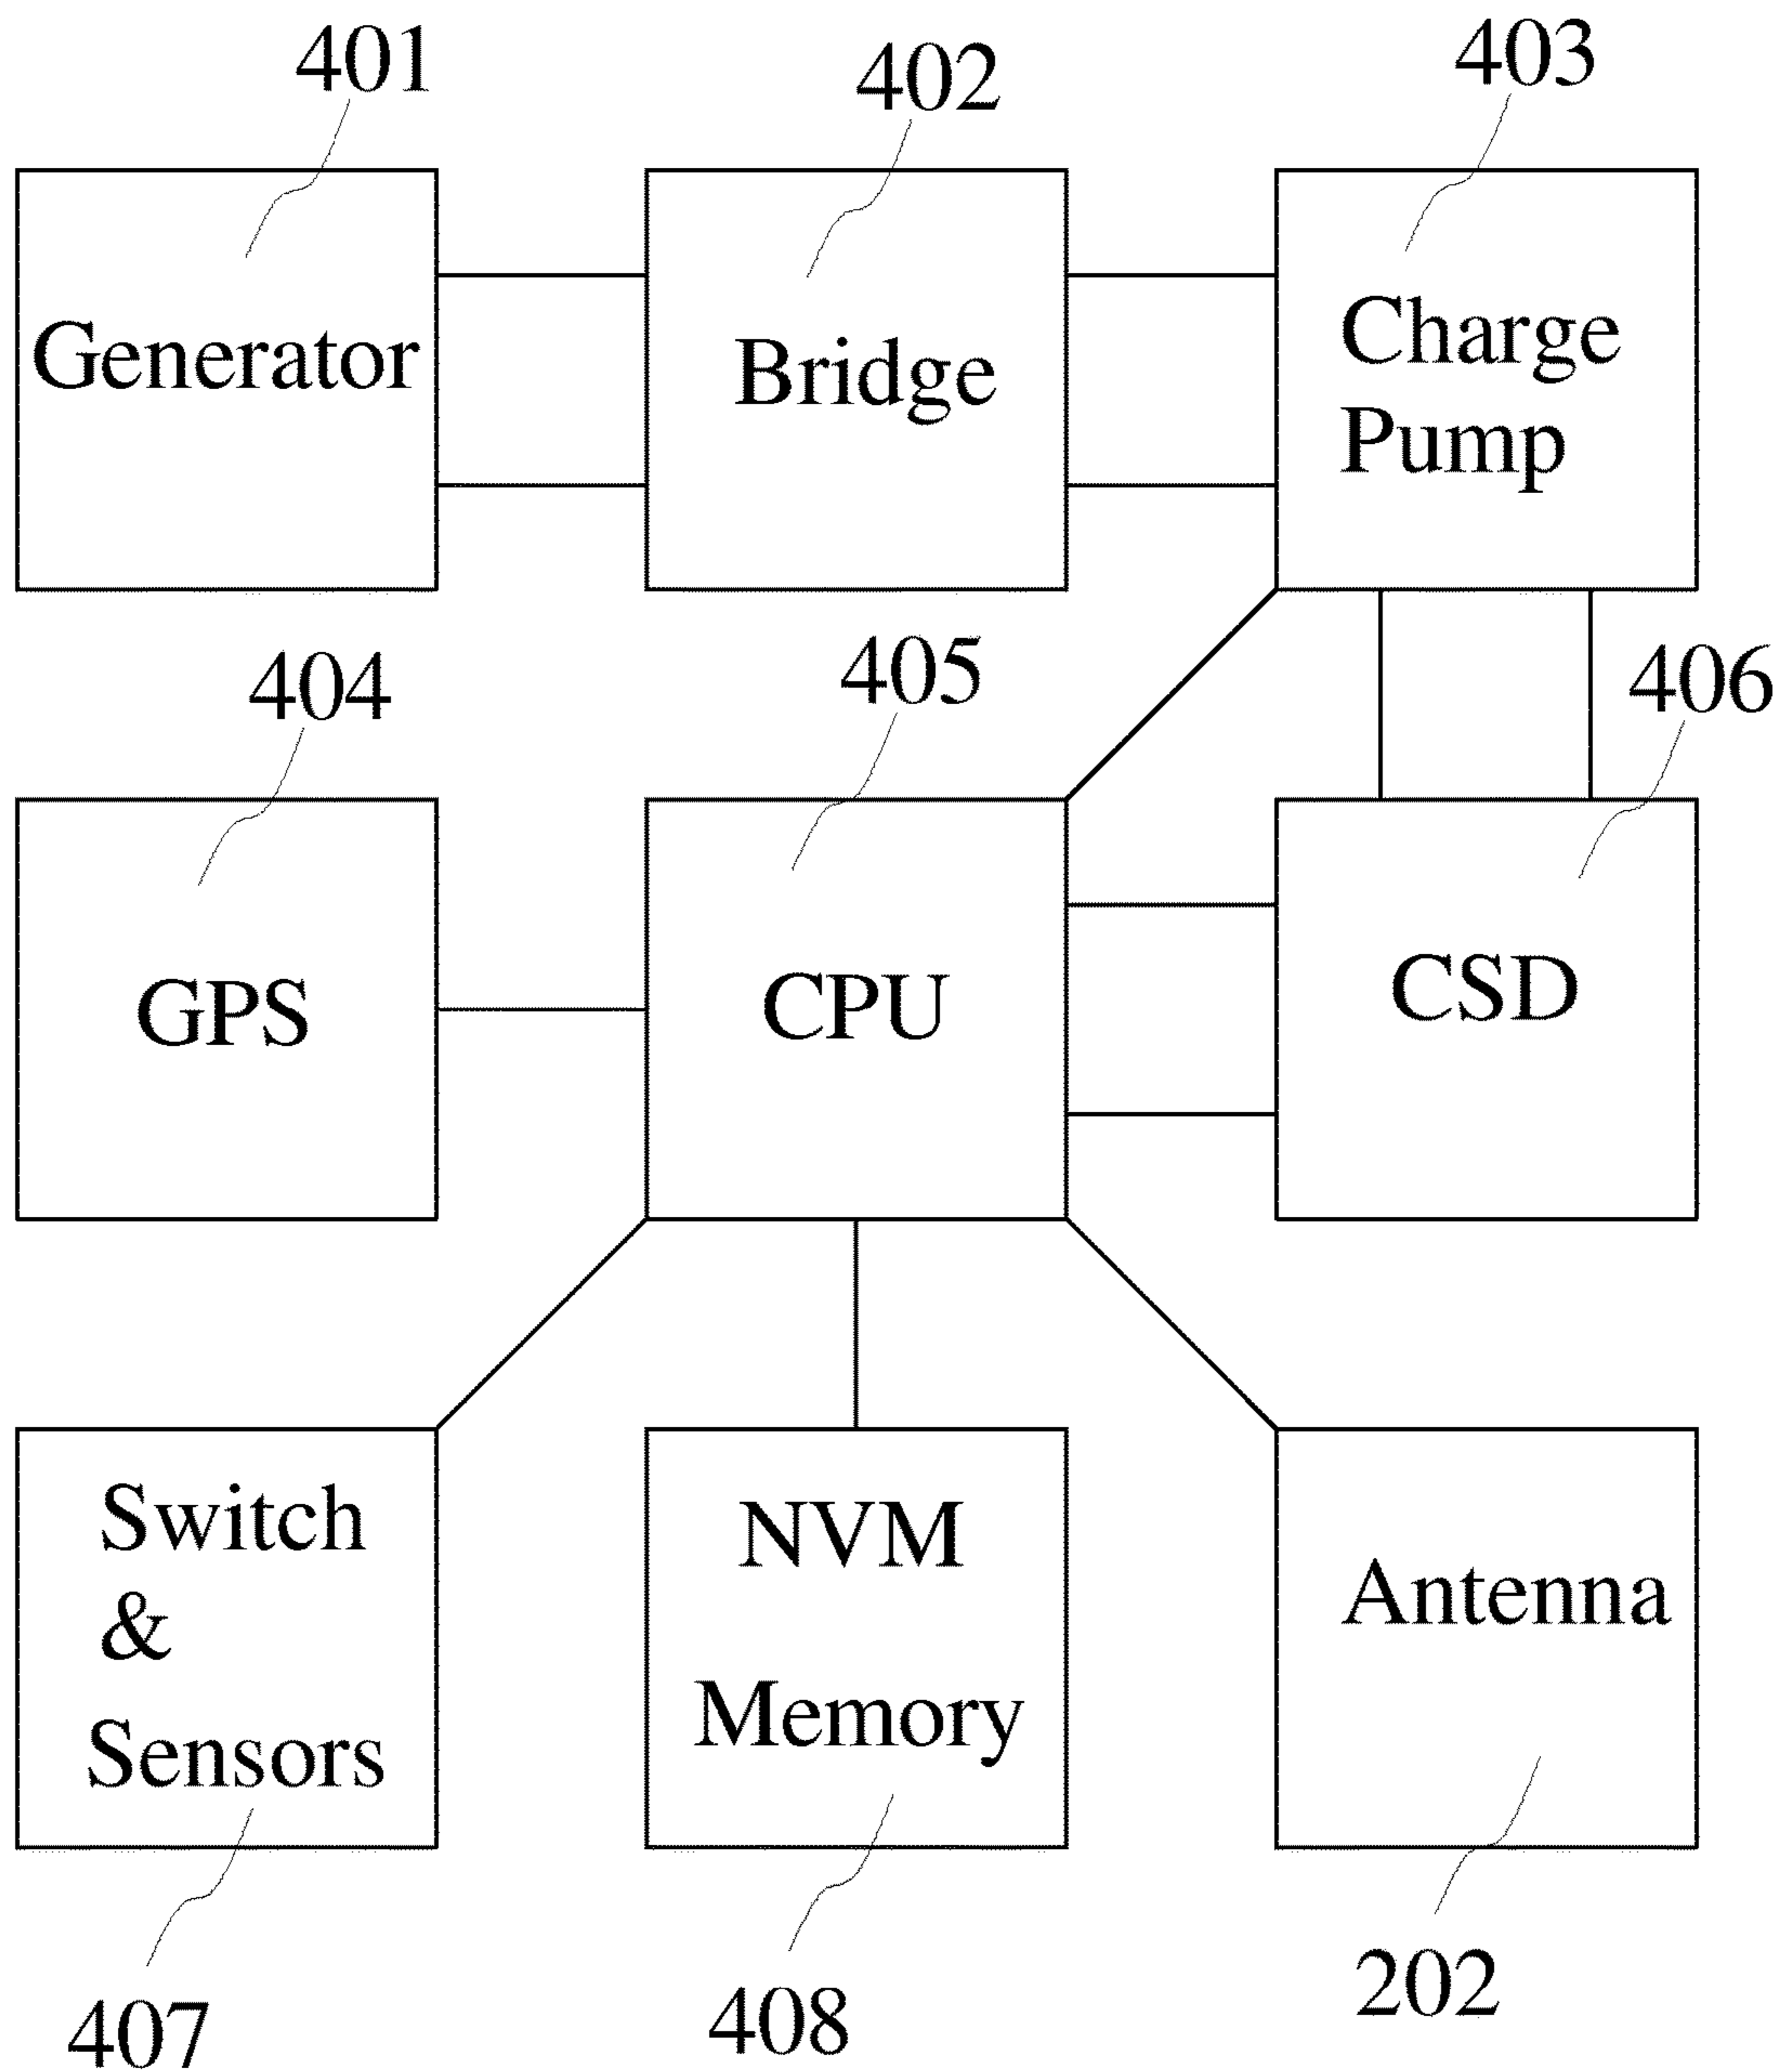 401
402
403
Generator
Bridge
Charge
Pump
404
405
406
GPS
CPU
CSD
Switch
&
Sensors
NVM
Memory
Antenna
407
408
202